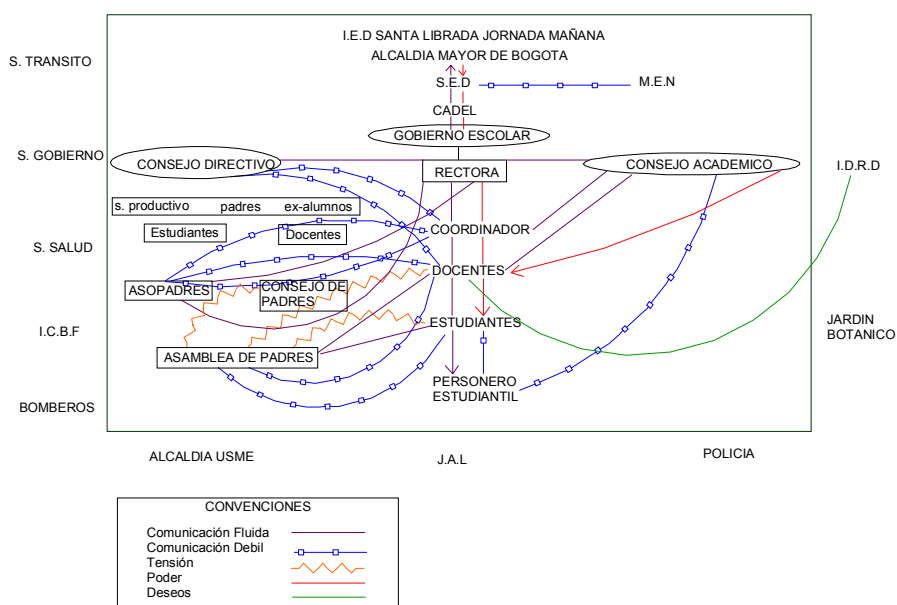 I.E.D SANTA LIBRADA JORNADA MAÑANA
ALCALDIA MAYOR DE BOGOTA
S. TRANSITO
S.E.D
M.E.N
CADEL
GOBIERNO ESCOLAR
S. GOBIERNO
CONSEJO DIRECTIVO
RECTORA
CONSEJO ACADEMICO
I.D.R.D
s. productivo padres ex-alumnos
Estudiantes
Docentes
COORDINADOR
S. SALUD
DOCENTES
ASOPADRES
CONSEJO DE
PADRES
I.C.B.F
ESTUDIANTES
JARDIN
BOTANICO
ASAMBLEA DE PADRES
PERSONERO
ESTUDIANTIL
BOMBEROS
ALCALDIA USME
J.A.L
POLICIA
CONVENCIONES
Comunicación Fluida
Comunicación Debil
Tensión
Poder
Deseos